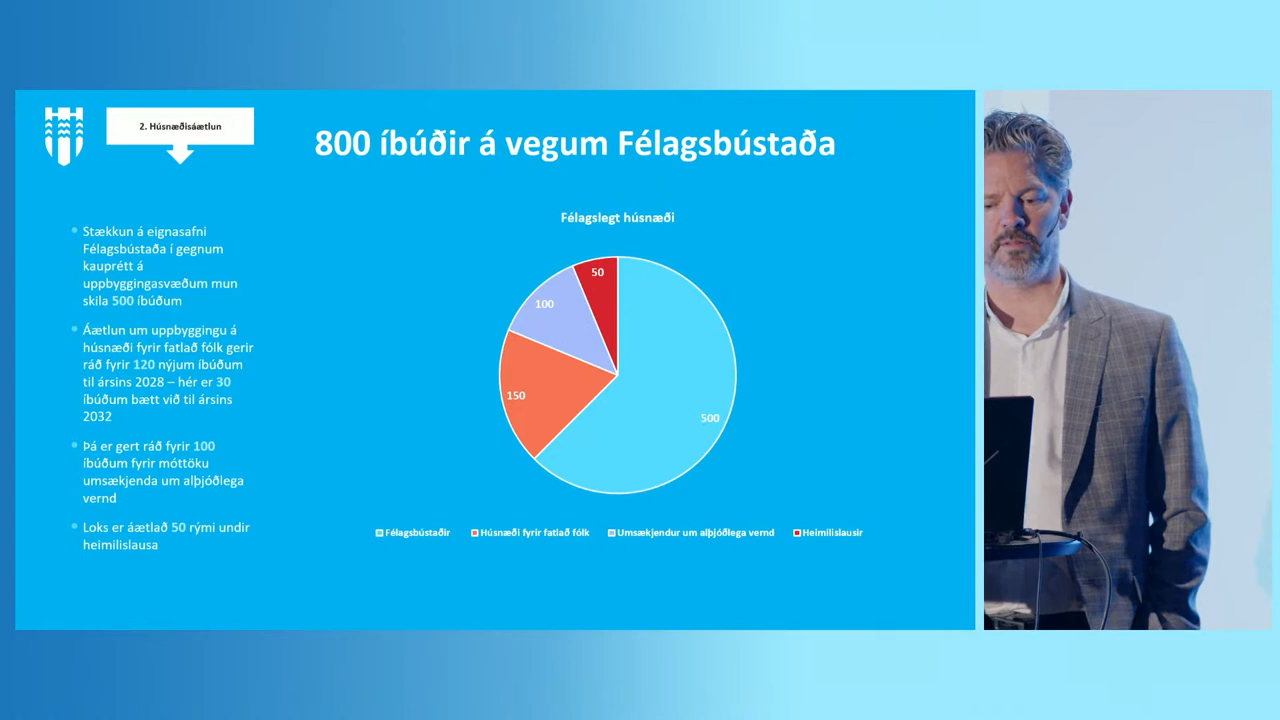 2. Húsnæðisáætlun
800 íbúðir á vegum Félagsbústaða
Stækkun á eignasafni
Félagsbústaða í gegnum
kauprétt á
uppbyggingasvæðum mun
skila 500 íbúðum
Áætlun um uppbyggingu á
húsnæði fyrir fatlað fólk gerir
ráð fyrir 120 nýjum íbúðum
til ársins 2028 – hér er 30
íbúðum bætt við til ársins
2032
Þá er gert ráð fyrir 100
íbúðum fyrir móttöku
umsækjenda um alþjóðlega
vernd
Loks er áætlað 50 rými undir
heimilislausa
Félagslegt húsnæði
50
100
150
500
Félagsbústaðir
Húsnæði fyrir fatlað fólk
Umsækjendur um alþjóðlega vernd
Heimilislausir